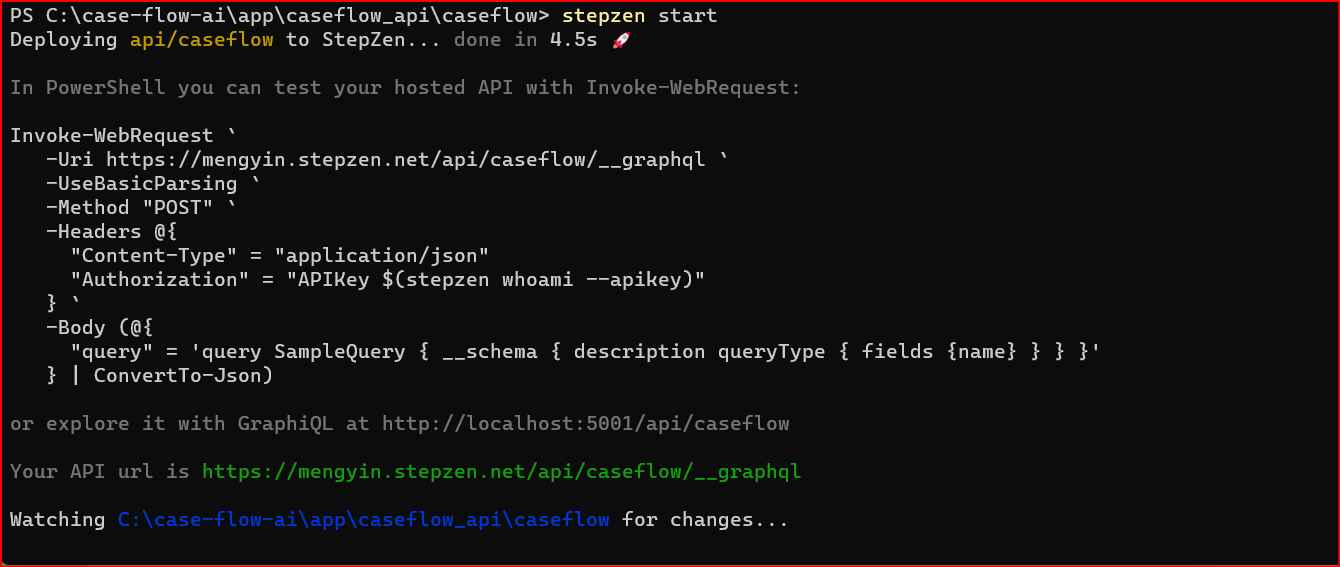 PS C:\case-flow-ai\app\caseflow_api\caseflow> stepzen start
Deploying api/caseflow to StepZen... done in 4.5s 🚀
In PowerShell you can test your hosted API with Invoke-WebRequest:
Invoke-WebRequest `
   -Uri https://mengyin.stepzen.net/api/caseflow/__graphql `
   -UseBasicParsing `
   -Method "POST" `
   -Headers @{
     "Content-Type" = "application/json"
     "Authorization" = "APIKey $(stepzen whoami --apikey)"
   } `
   -Body (@{
     "query" = 'query SampleQuery { __schema { description queryType { fields {name} } } }'
   } | ConvertTo-Json)
or explore it with GraphiQL at http://localhost:5001/api/caseflow
Your API url is https://mengyin.stepzen.net/api/caseflow/__graphql
Watching C:\case-flow-ai\app\caseflow_api\caseflow for changes...